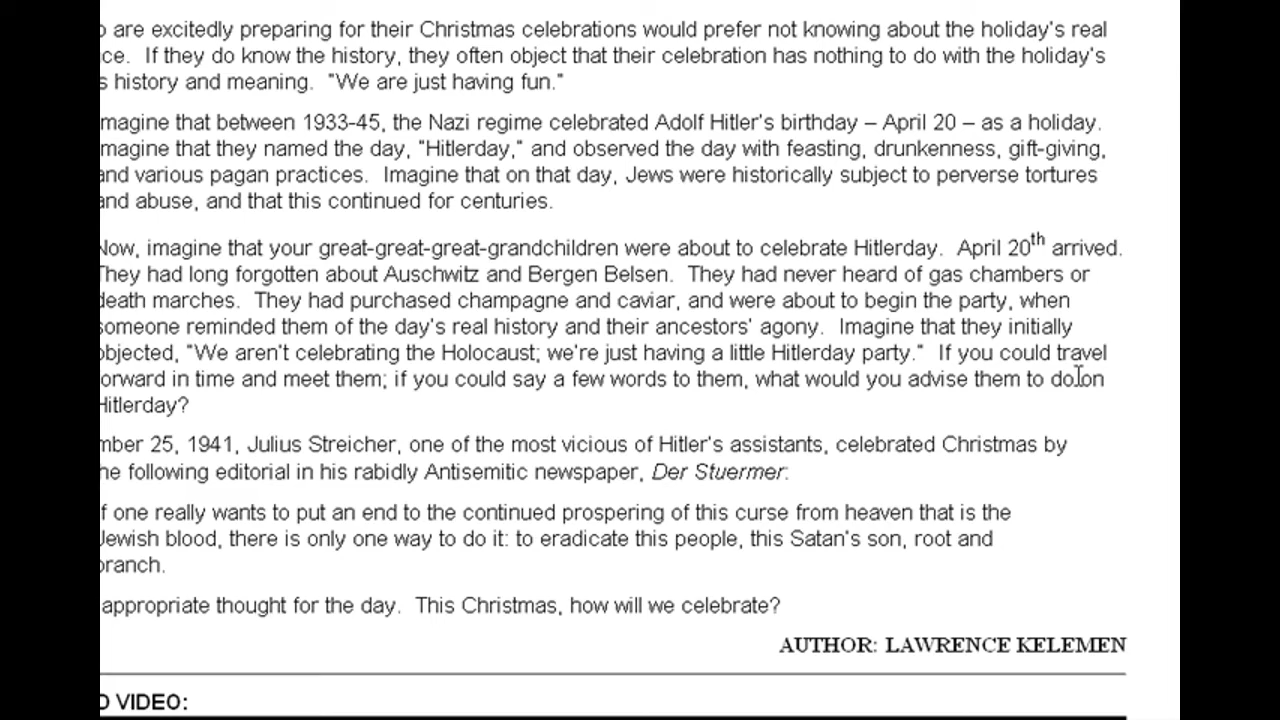 are excitedly preparing for their Christmas celebrations would prefer not knowing about the holiday's real
ce.  If they do know the history, they often object that their celebration has nothing to do with the holiday's
s history and meaning.  "We are just having fun."
magine that between 1933-45, the Nazi regime celebrated Adolf Hitler's birthday – April 20 – as a holiday.
magine that they named the day, "Hitlerday," and observed the day with feasting, drunkenness, gift-giving,
and various pagan practices.  Imagine that on that day, Jews were historically subject to perverse tortures
and abuse, and that this continued for centuries.
Now, imagine that your great-great-great-grandchildren were about to celebrate Hitlerday.  April 20th arrived.
They had long forgotten about Auschwitz and Bergen Belsen.  They had never heard of gas chambers or
death marches.  They had purchased champagne and caviar, and were about to begin the party, when
someone reminded them of the day's real history and their ancestors' agony.  Imagine that they initially
objected, "We aren't celebrating the Holocaust; we're just having a little Hitlerday party."  If you could travel
orward in time and meet them; if you could say a few words to them, what would you advise them to do on
Hitlerday?
mber 25, 1941, Julius Streicher, one of the most vicious of Hitler's assistants, celebrated Christmas by
he following editorial in his rabidly Antisemitic newspaper, Der Stuermer:
f one really wants to put an end to the continued prospering of this curse from heaven that is the
Jewish blood, there is only one way to do it: to eradicate this people, this Satan's son, root and
branch.
appropriate thought for the day.  This Christmas, how will we celebrate?
AUTHOR: LAWRENCE KELEMEN
VIDEO: